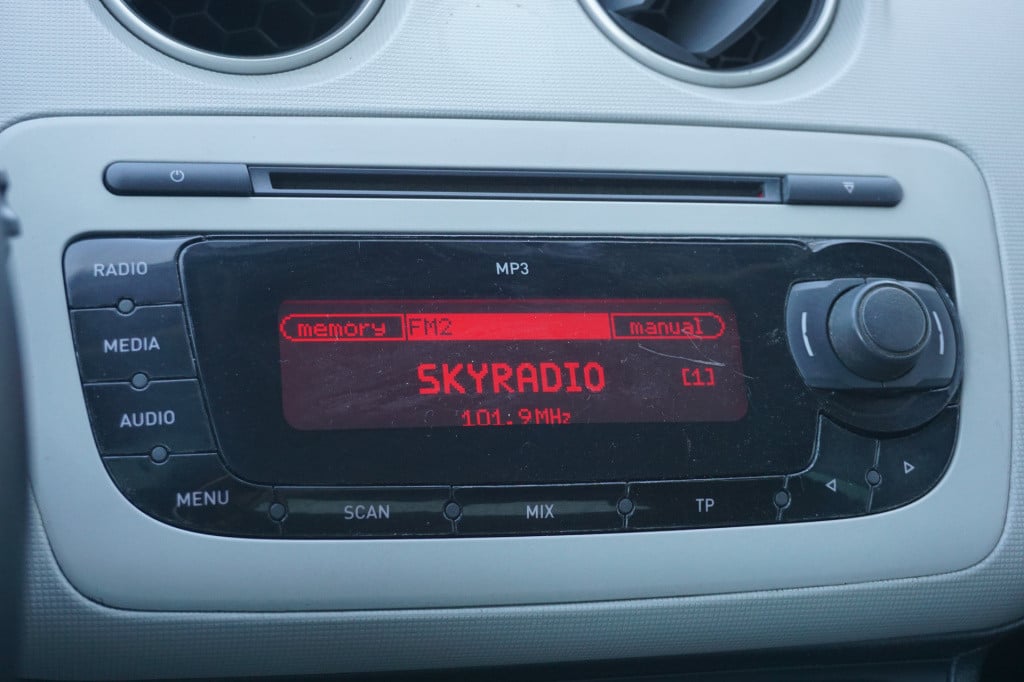 RADIO
MP3
memory FM2 manual
MEDIA
SKYRADIO [1]
101.9MHz
AUDIO
MENU
SCAN
MIX
TP